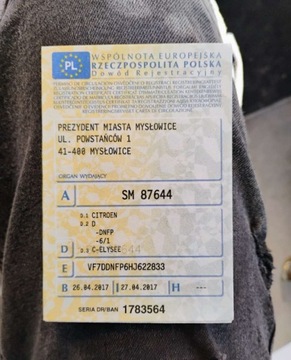 PL
WSPÓLNOTA EUROPEJSKA
RZECZPOSPOLITA POLSKA
Dowód Rejestracyjny
PREZYDENT MIASTA MYSŁOWICE
UL. POWSTAŃCÓW 1
41-400 MYSŁOWICE
ORGAN WYDAJĄCY
A SM 87644
D.1 CITROEN
D.2 D
-DNFP
-6/1
D D.3 C-ELYSEE
E VF7DDNFP6HJ622833
B 26.04.2017 I 27.04.2017 H ---
SERIA DR/BAN 1783564